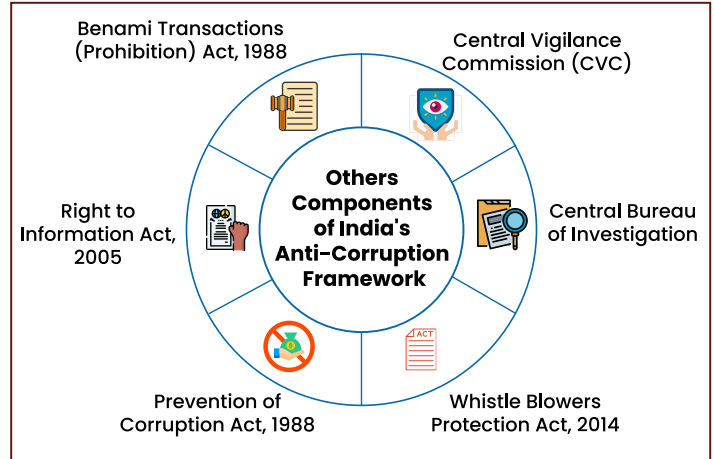 Benami Transactions
(Prohibition) Act, 1988
Central Vigilance
Commission (CVC)
Others
Components
of India's
Anti-Corruption
Framework
Right to
Information Act,
2005
Central Bureau
of Investigation
ACT
Prevention of
Corruption Act, 1988
Whistle Blowers
Protection Act, 2014